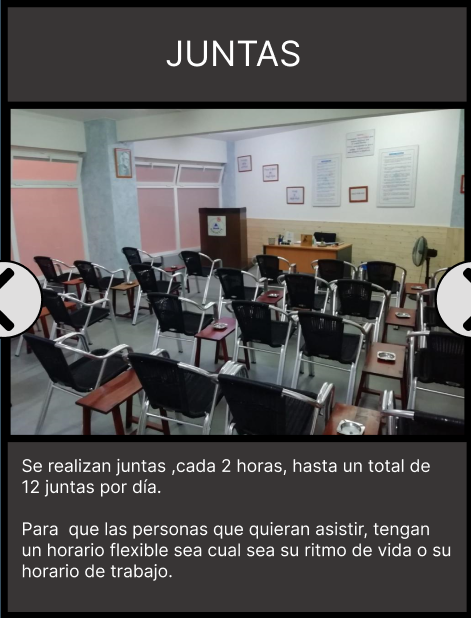 JUNTAS
Se realizan juntas ,cada 2 horas, hasta un total de
12 juntas por día.
Para  que las personas que quieran asistir, tengan
un horario flexible sea cual sea su ritmo de vida o su
horario de trabajo.